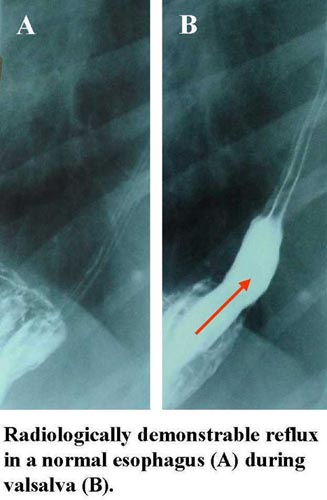 A
B
Radiologically demonstrable reflux
in a normal esophagus (A) during
valsalva (B).